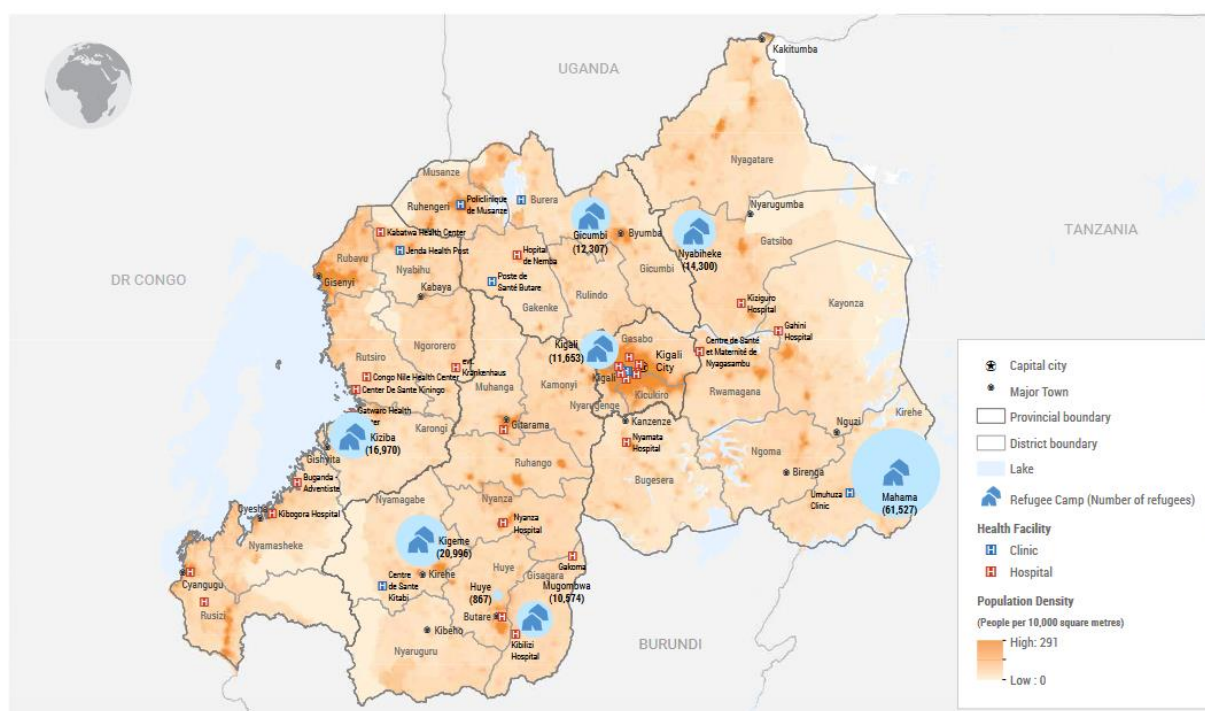 UGANDA
TANZANIA
DR CONGO
BURUNDI
Kakitumba
Nyagatare
Musanze
Ruhengeri
Policlinique
de Musanze
Burera
Nyarugumba
Gatsibo
Gicumbi
(12,307)
Byumba
Nyabiheke
(14,300)
Kabatwa Health Center
Jenda Health Post
Rubavu
Nyabihu
Hopital
de Nemba
Gicumbi
Gisenyi
Kabaya
Poste de
Santé Butare
Rulindo
Gakenke
Kayonza
Kiziguro
Hospital
Gahini
Hospital
Kigali
(11,653)
Gasabo
Kigali
City
Centre de Santé
et Maternité de
Nyagasambu
Rutsiro
Ngororero
evt.
Krankenhaus
Congo Nile Health Center
Center De Sante Kiningo
Muhanga
Kamonyi
Kigali
Kicukiro
Nyarugenge
Rwamagana
Gatwaro Health
Kiziba
(16,970)
Karongi
Gitarama
Kanzenze
Nyamata
Hospital
Nguzi
Kirehe
Gishyita
Ruhango
Bugesera
Ngoma
Birenga
Mahama
(61,527)
Umuhuza
Clinic
Buganda -
Adventiste
Nyamagabe
Nyanza
Kibogora Hospital
Nyanza
Hospital
Nyamasheke
Kigeme
(20,996)
Huye
Gakoma
Gisagara
Cyangugu
Rusizi
Centre
de Sante
Kitabi
Kirehe
Huye
(867)
Mugombwa
(10,574)
Butare
Kibeho
Kibilizi
Hospital
Nyaruguru
Capital city
Major Town
Provincial boundary
District boundary
Lake
Refugee Camp (Number of refugees)
Health Facility
H Clinic
H Hospital
Population Density
(People per 10,000 square metres)
High: 291
Low : 0